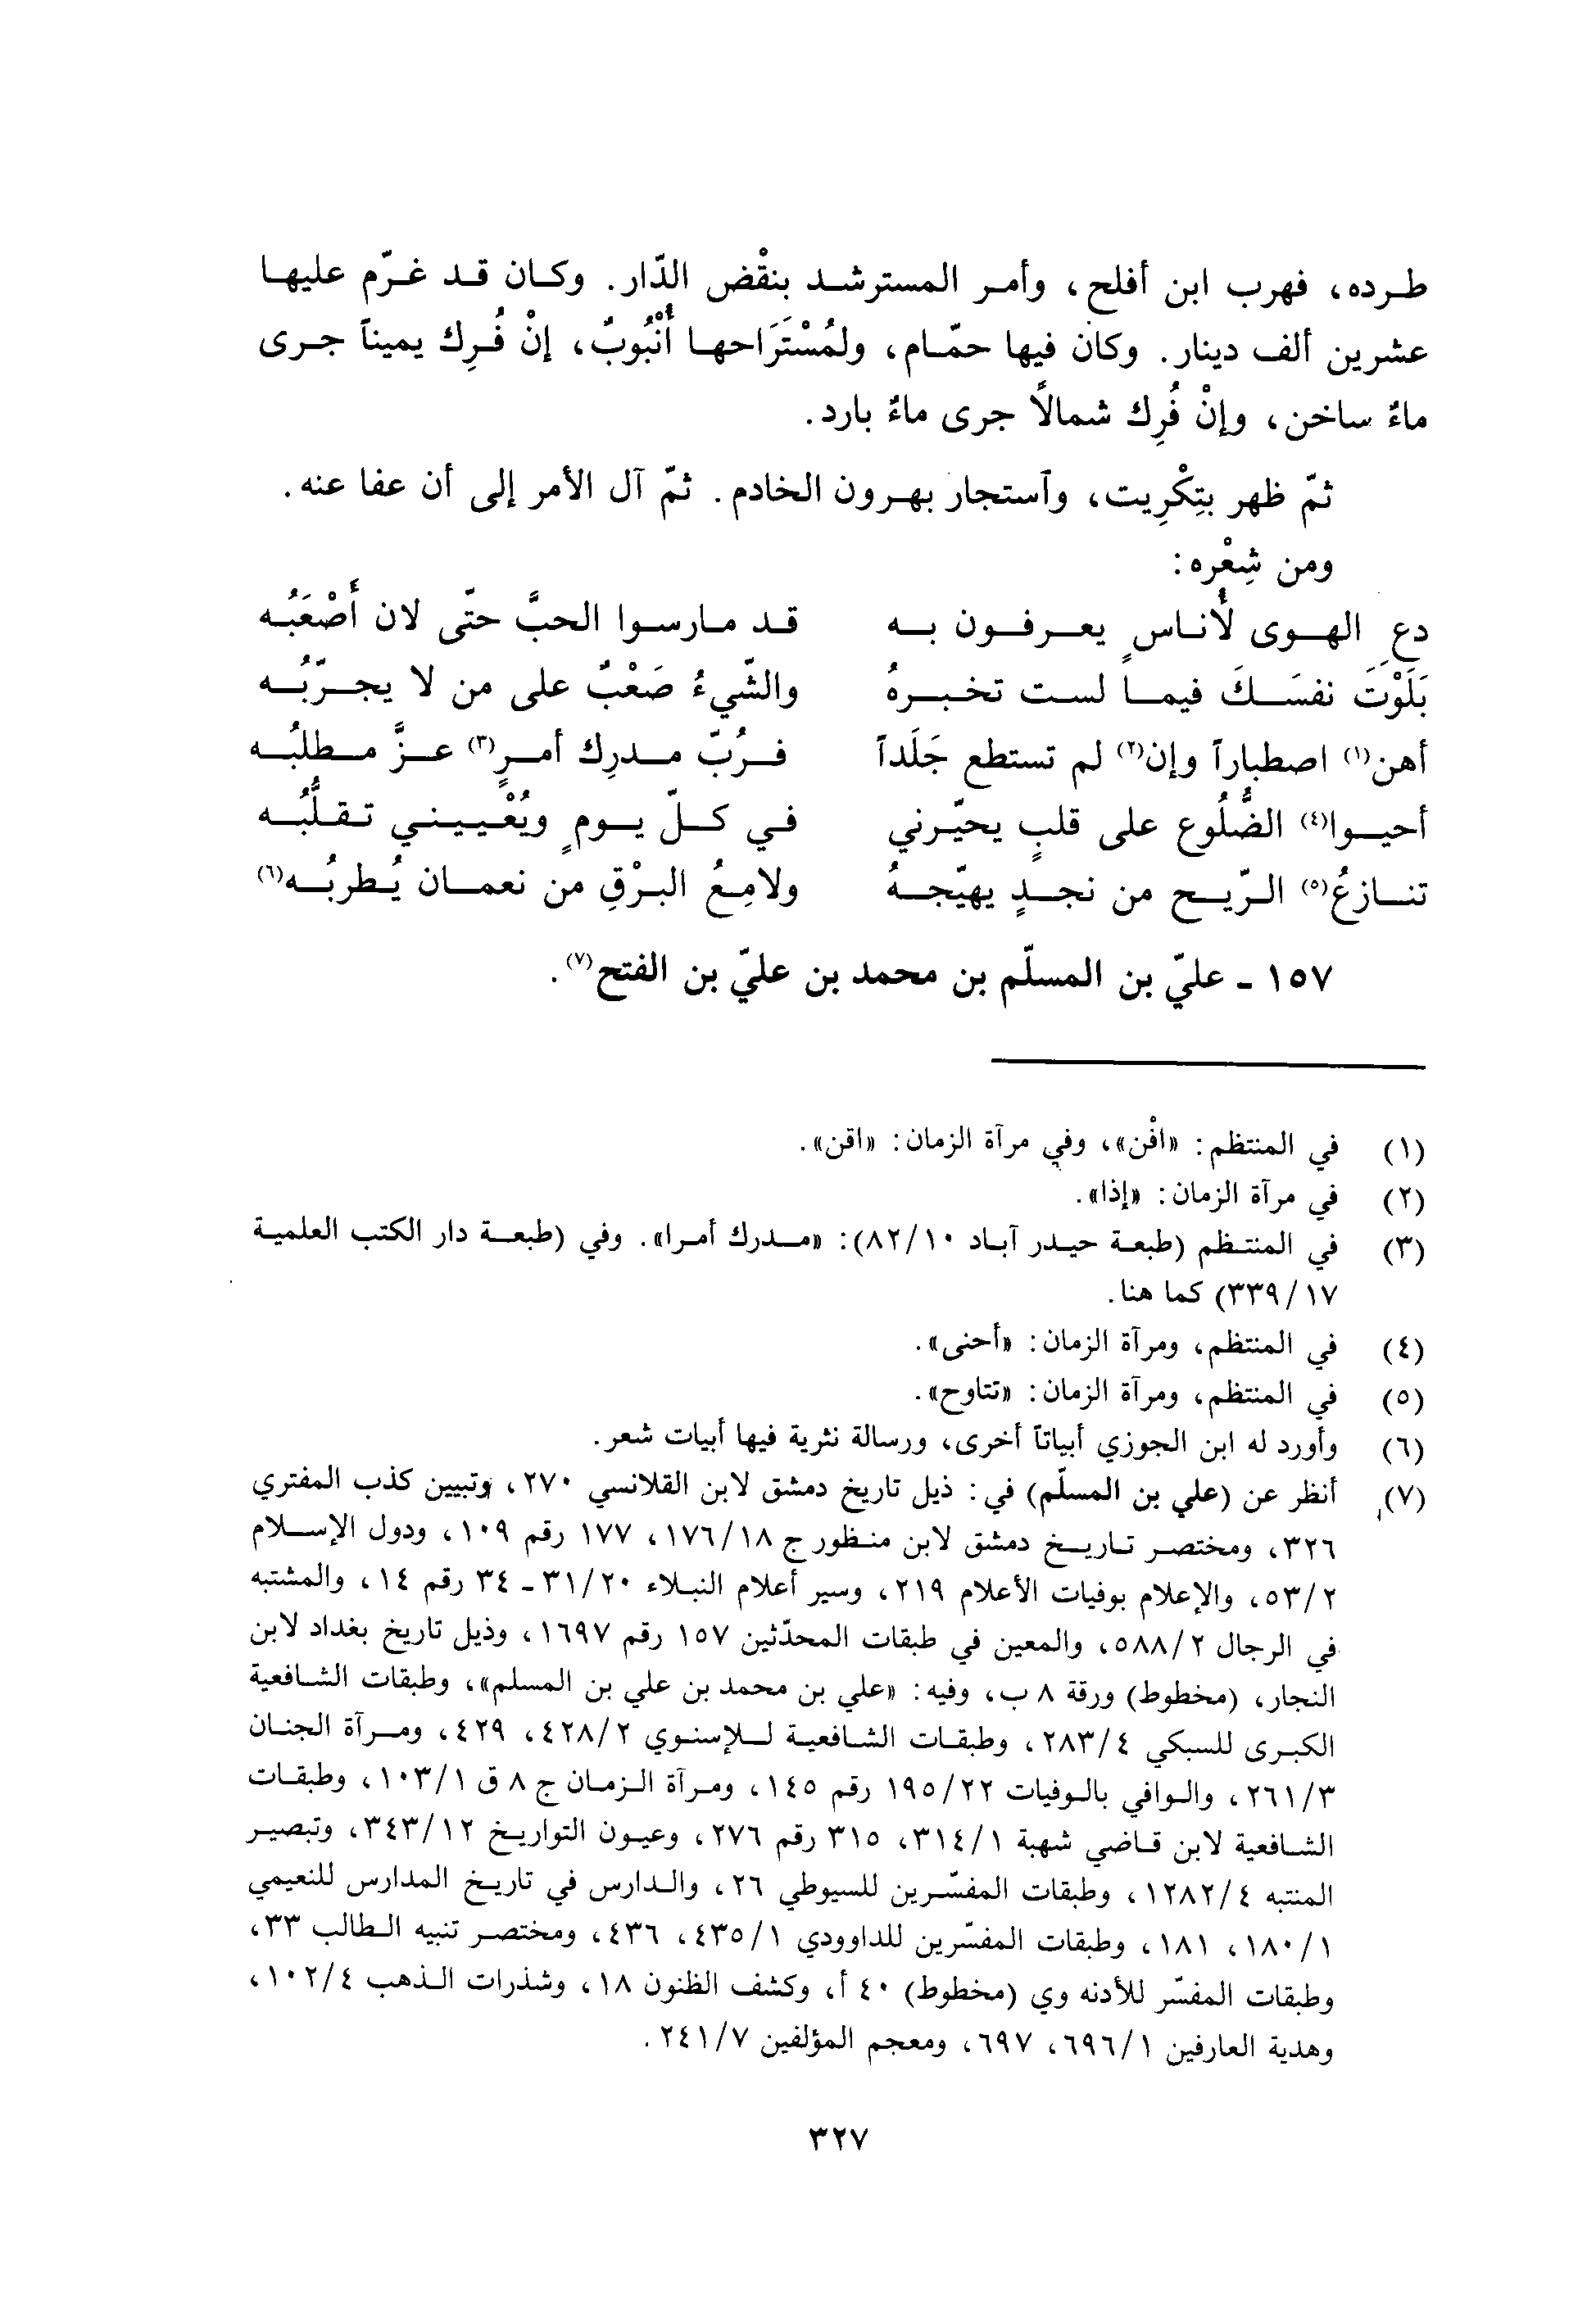 طرده، فهرب ابن أفلح، وأمر المسترشد بنقْض الدّار. وكان قد غرّم عليها
عشرين ألف دينار. وكان فيها حمّام، ولمُسْتَرَاحها أُنْبُوبٌ، إنْ فُرِك يميناً جرى
ماءٌ ساخن، وإنْ فُرِك شمالاً جرى ماءٌ بارد.
ثمّ ظهر بتِكْرِيت، وآستجار بهرون الخادم. ثمّ آل الأمر إلى أن عفا عنه.
ومن شِعْره:
دعِ الهوى لأُناسٍ يعرفون به قد مارسوا الحبَّ حتّى لان أَصْعَبُه
بَلَوْتَ نفسَكَ فيما لست تخبرهُ والشّيءُ صَعْبٌ على من لا يجرّبُه
أهن(١) اصطباراً وإن(٢) لم تستطع جَلَداً فرُبّ مدرِك أمرٍ(٣) عزَّ مطلبُه
أحيوا(٤) الضُّلُوع على قلبٍ يحيّرني في كلّ يومٍ ويُعْييني تقلُّبُه
تنازعُ(٥) الرّيح من نجدٍ يهيّجهُ ولامِعُ البرْقِ من نعمان يُطربُه(٦)
١٥٧ - عليّ بن المسلّم بن محمد بن عليّ بن الفتح(٧).
(١) في المنتظم: «افْن»، وفي مرآة الزمان: «اقن».
(٢) في مرآة الزمان: «إذا».
(٣) في المنتظم (طبعة حيدر آباد ٨٢/١٠): «مدرك أمرا». وفي (طبعة دار الكتب العلمية
٣٣٩/١٧) كما هنا.
(٤) في المنتظم، ومرآة الزمان: «أحنى».
(٥) في المنتظم، ومرآة الزمان: «تتاوح».
(٦) وأورد له ابن الجوزي أبياتاً أخرى، ورسالة نثرية فيها أبيات شعر.
(٧) أنظر عن (علي بن المسلّم) في: ذيل تاريخ دمشق لابن القلانسي ٢٧٠، وتبيين كذب المفتري
٣٢٦، ومختصر تاريخ دمشق لابن منظور ج ١٧٦/١٨، ١٧٧ رقم ١٠٩، ودول الإسلام
٥٣/٢، والإعلام بوفيات الأعلام ٢١٩، وسير أعلام النبلاء ٣١/٢٠ - ٣٤ رقم ١٤، والمشتبه
في الرجال ٥٨٨/٢، والمعين في طبقات المحدّثين ١٥٧ رقم ١٦٩٧، وذيل تاريخ بغداد لابن
النجار، (مخطوط) ورقة ٨ ب، وفيه: «علي بن محمد بن علي بن المسلم»، وطبقات الشافعية
الكبرى للسبكي ٢٨٣/٤، وطبقات الشافعية للإسنوي ٤٢٨/٢، ٤٢٩، ومرآة الجنان
٢٦١/٣، والوافي بالوفيات ١٩٥/٢٢ رقم ١٤٥، ومرآة الزمان ج ٨ ق ١٠٣/١، وطبقات
الشافعية لابن قاضي شهبة ٣١٤/١، ٣١٥ رقم ٢٧٦، وعيون التواريخ ٣٤٣/١٢، وتبصير
المنتبه ١٢٨٢/٤، وطبقات المفسّرين للسيوطي ٢٦، والدارس في تاريخ المدارس للنعيمي
١٨٠/١، ١٨١، وطبقات المفسّرين للداوودي ٤٣٥/١، ٤٣٦، ومختصر تنبيه الطالب ٣٣،
وطبقات المفسّر للأدنه وي (مخطوط) ٤٠ أ، وكشف الظنون ١٨، وشذرات الذهب ١٠٢/٤،
وهدية العارفين ٦٩٦/١، ٦٩٧، ومعجم المؤلفين ٢٤١/٧.
٣٢٧